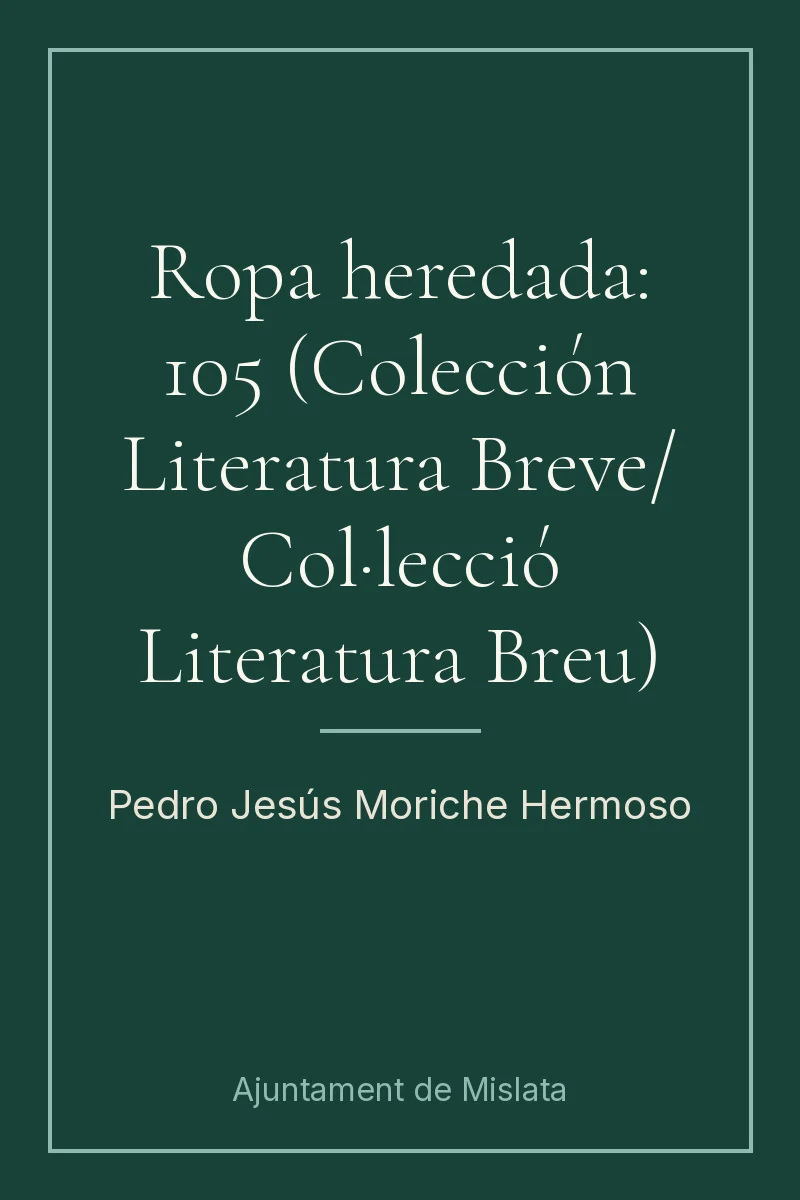 Ropa heredada:
105 (Colección
Literatura Breve/
Col·lecció
Literatura Breu)
Pedro Jesús Moriche Hermoso
Ajuntament de Mislata